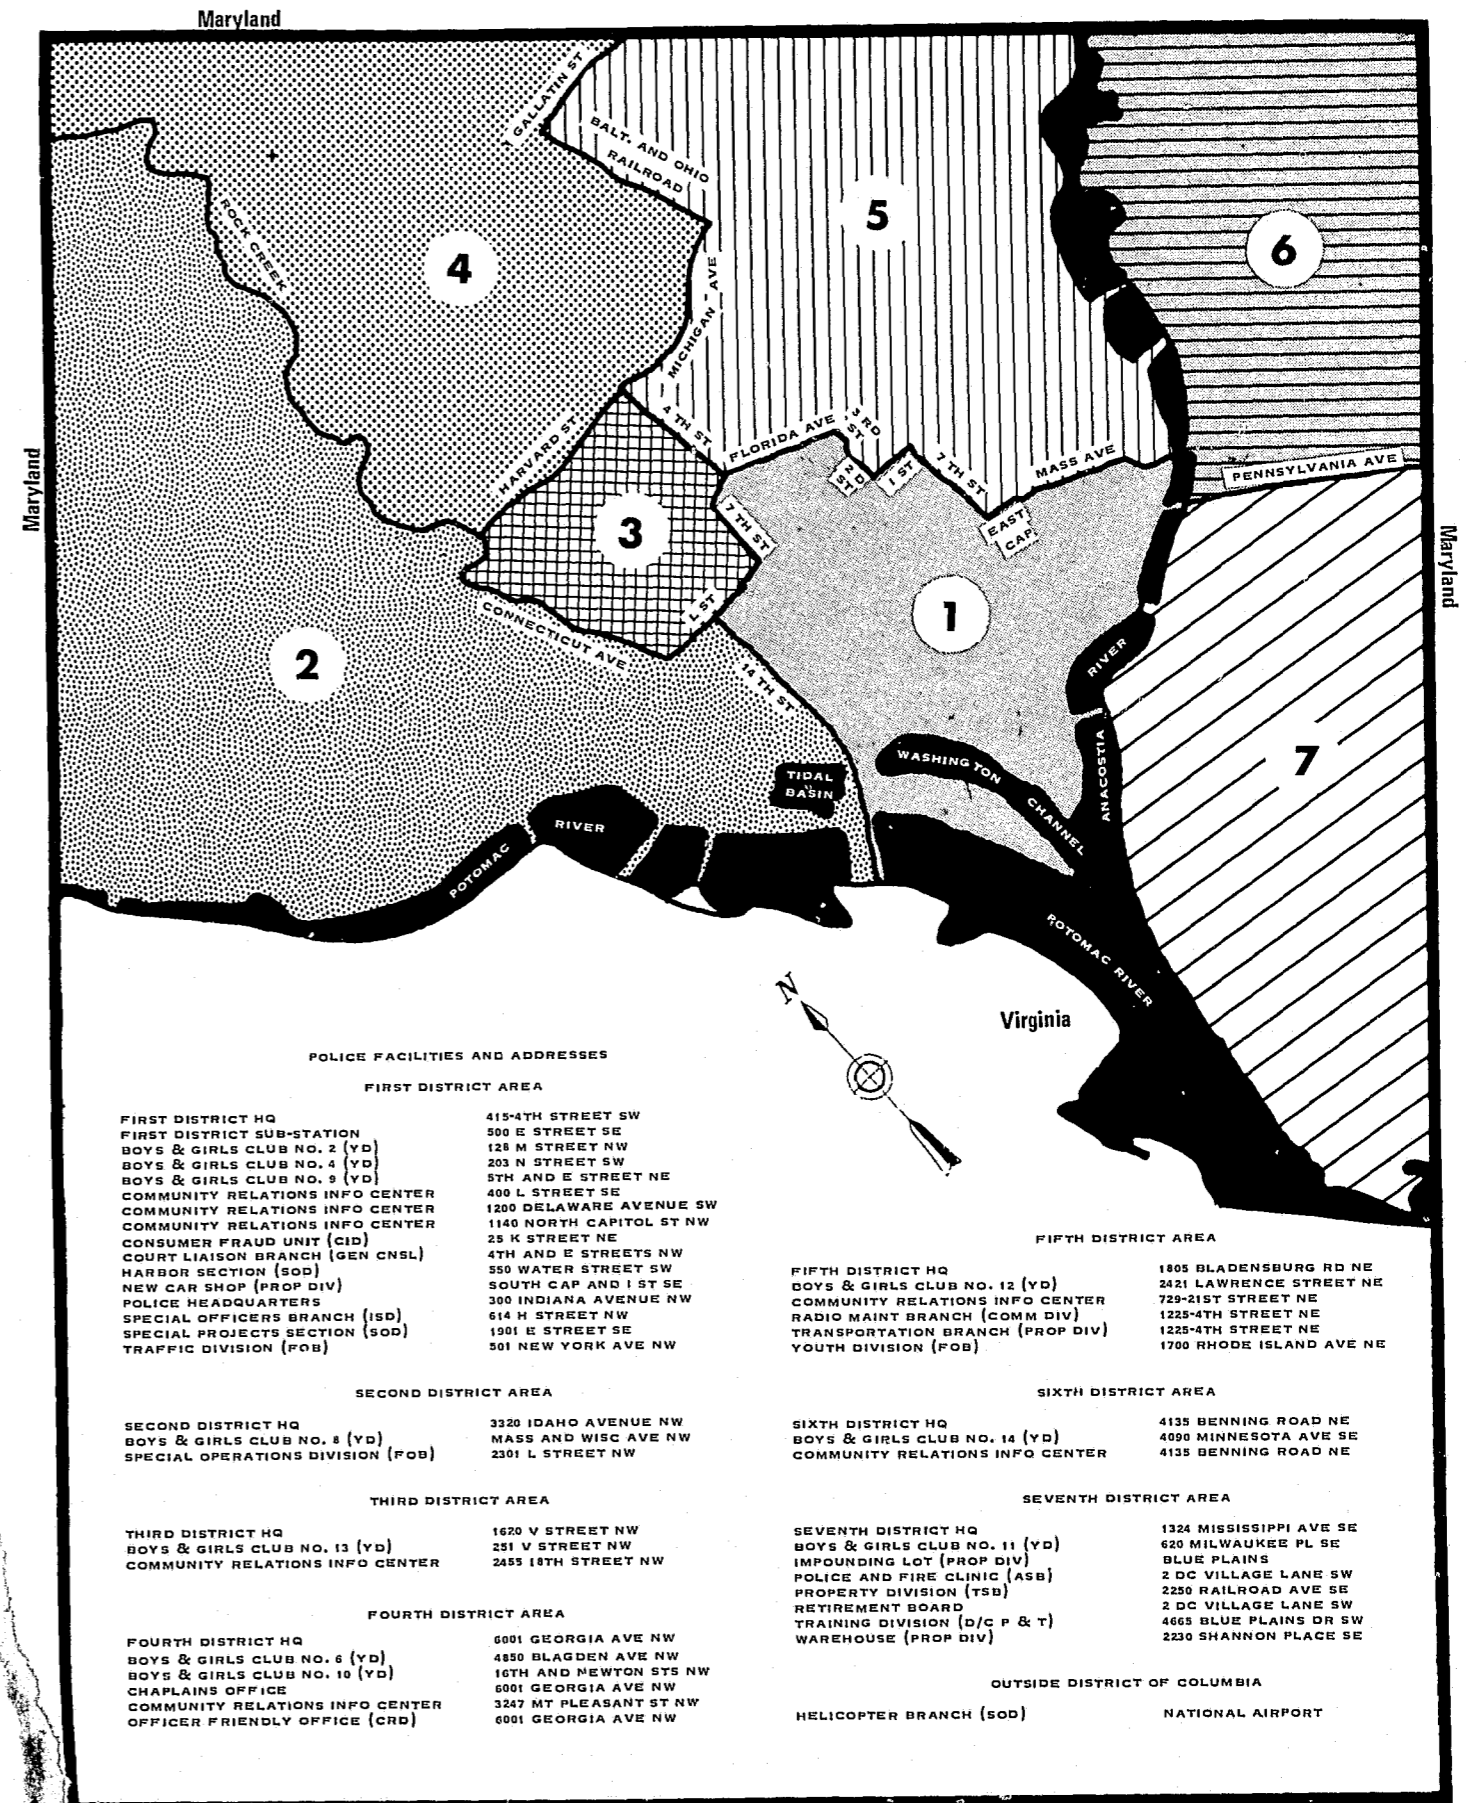 Maryland
GALLATIN ST
BALT. AND OHIO
RAILROAD
5
6
4
ROCK CREEK
MICHIGAN AVE
Maryland
HARVARD ST
4 TH ST
FLORIDA AVE
3 RD
ST
2 D
ST
1 ST
7 TH ST
MASS AVE
PENNSYLVANIA AVE
EAST
CAP
3
7 TH ST
Maryland
L ST
CONNECTICUT AVE
1
2
14 TH ST
RIVER
ANACOSTIA
7
WASHINGTON
CHANNEL
TIDAL
BASIN
RIVER
POTOMAC
POTOMAC RIVER
N
Virginia
POLICE FACILITIES AND ADDRESSES
FIRST DISTRICT AREA
FIRST DISTRICT HQ 415-4TH STREET SW
FIRST DISTRICT SUB-STATION 500 E STREET SE
BOYS & GIRLS CLUB NO. 2 (YD) 128 M STREET NW
BOYS & GIRLS CLUB NO. 4 (YD) 203 N STREET SW
BOYS & GIRLS CLUB NO. 9 (YD) 5TH AND E STREET NE
COMMUNITY RELATIONS INFO CENTER 400 L STREET SE
COMMUNITY RELATIONS INFO CENTER 1200 DELAWARE AVENUE SW
COMMUNITY RELATIONS INFO CENTER 1140 NORTH CAPITOL ST NW
CONSUMER FRAUD UNIT (CID) 25 K STREET NE
COURT LIAISON BRANCH (GEN CNSL) 4TH AND E STREETS NW
HARBOR SECTION (SOD) 550 WATER STREET SW
NEW CAR SHOP (PROP DIV) SOUTH CAP AND I ST SE
POLICE HEADQUARTERS 300 INDIANA AVENUE NW
SPECIAL OFFICERS BRANCH (ISD) 614 H STREET NW
SPECIAL PROJECTS SECTION (SOD) 1901 E STREET SE
TRAFFIC DIVISION (FOB) 501 NEW YORK AVE NW
SECOND DISTRICT AREA
SECOND DISTRICT HQ 3320 IDAHO AVENUE NW
BOYS & GIRLS CLUB NO. 8 (YD) MASS AND WISC AVE NW
SPECIAL OPERATIONS DIVISION (FOB) 2301 L STREET NW
THIRD DISTRICT AREA
THIRD DISTRICT HQ 1620 V STREET NW
BOYS & GIRLS CLUB NO. 13 (YD) 251 V STREET NW
COMMUNITY RELATIONS INFO CENTER 2455 18TH STREET NW
FOURTH DISTRICT AREA
FOURTH DISTRICT HQ 6001 GEORGIA AVE NW
BOYS & GIRLS CLUB NO. 6 (YD) 4850 BLAGDEN AVE NW
BOYS & GIRLS CLUB NO. 10 (YD) 16TH AND NEWTON STS NW
CHAPLAINS OFFICE 6001 GEORGIA AVE NW
COMMUNITY RELATIONS INFO CENTER 3247 MT PLEASANT ST NW
OFFICER FRIENDLY OFFICE (CRD) 6001 GEORGIA AVE NW
FIFTH DISTRICT AREA
FIFTH DISTRICT HQ 1805 BLADENSBURG RD NE
BOYS & GIRLS CLUB NO. 12 (YD) 2421 LAWRENCE STREET NE
COMMUNITY RELATIONS INFO CENTER 729-21ST STREET NE
RADIO MAINT BRANCH (COMM DIV) 1225-4TH STREET NE
TRANSPORTATION BRANCH (PROP DIV) 1225-4TH STREET NE
YOUTH DIVISION (FOB) 1700 RHODE ISLAND AVE NE
SIXTH DISTRICT AREA
SIXTH DISTRICT HQ 4135 BENNING ROAD NE
BOYS & GIRLS CLUB NO. 14 (YD) 4090 MINNESOTA AVE SE
COMMUNITY RELATIONS INFO CENTER 4135 BENNING ROAD NE
SEVENTH DISTRICT AREA
SEVENTH DISTRICT HQ 1324 MISSISSIPPI AVE SE
BOYS & GIRLS CLUB NO. 11 (YD) 620 MILWAUKEE PL SE
IMPOUNDING LOT (PROP DIV) BLUE PLAINS
POLICE AND FIRE CLINIC (ASB) 2 DC VILLAGE LANE SW
PROPERTY DIVISION (TSB) 2250 RAILROAD AVE SE
RETIREMENT BOARD 2 DC VILLAGE LANE SW
TRAINING DIVISION (D/C P & T) 4665 BLUE PLAINS DR SW
WAREHOUSE (PROP DIV) 2230 SHANNON PLACE SE
OUTSIDE DISTRICT OF COLUMBIA
HELICOPTER BRANCH (SOD) NATIONAL AIRPORT